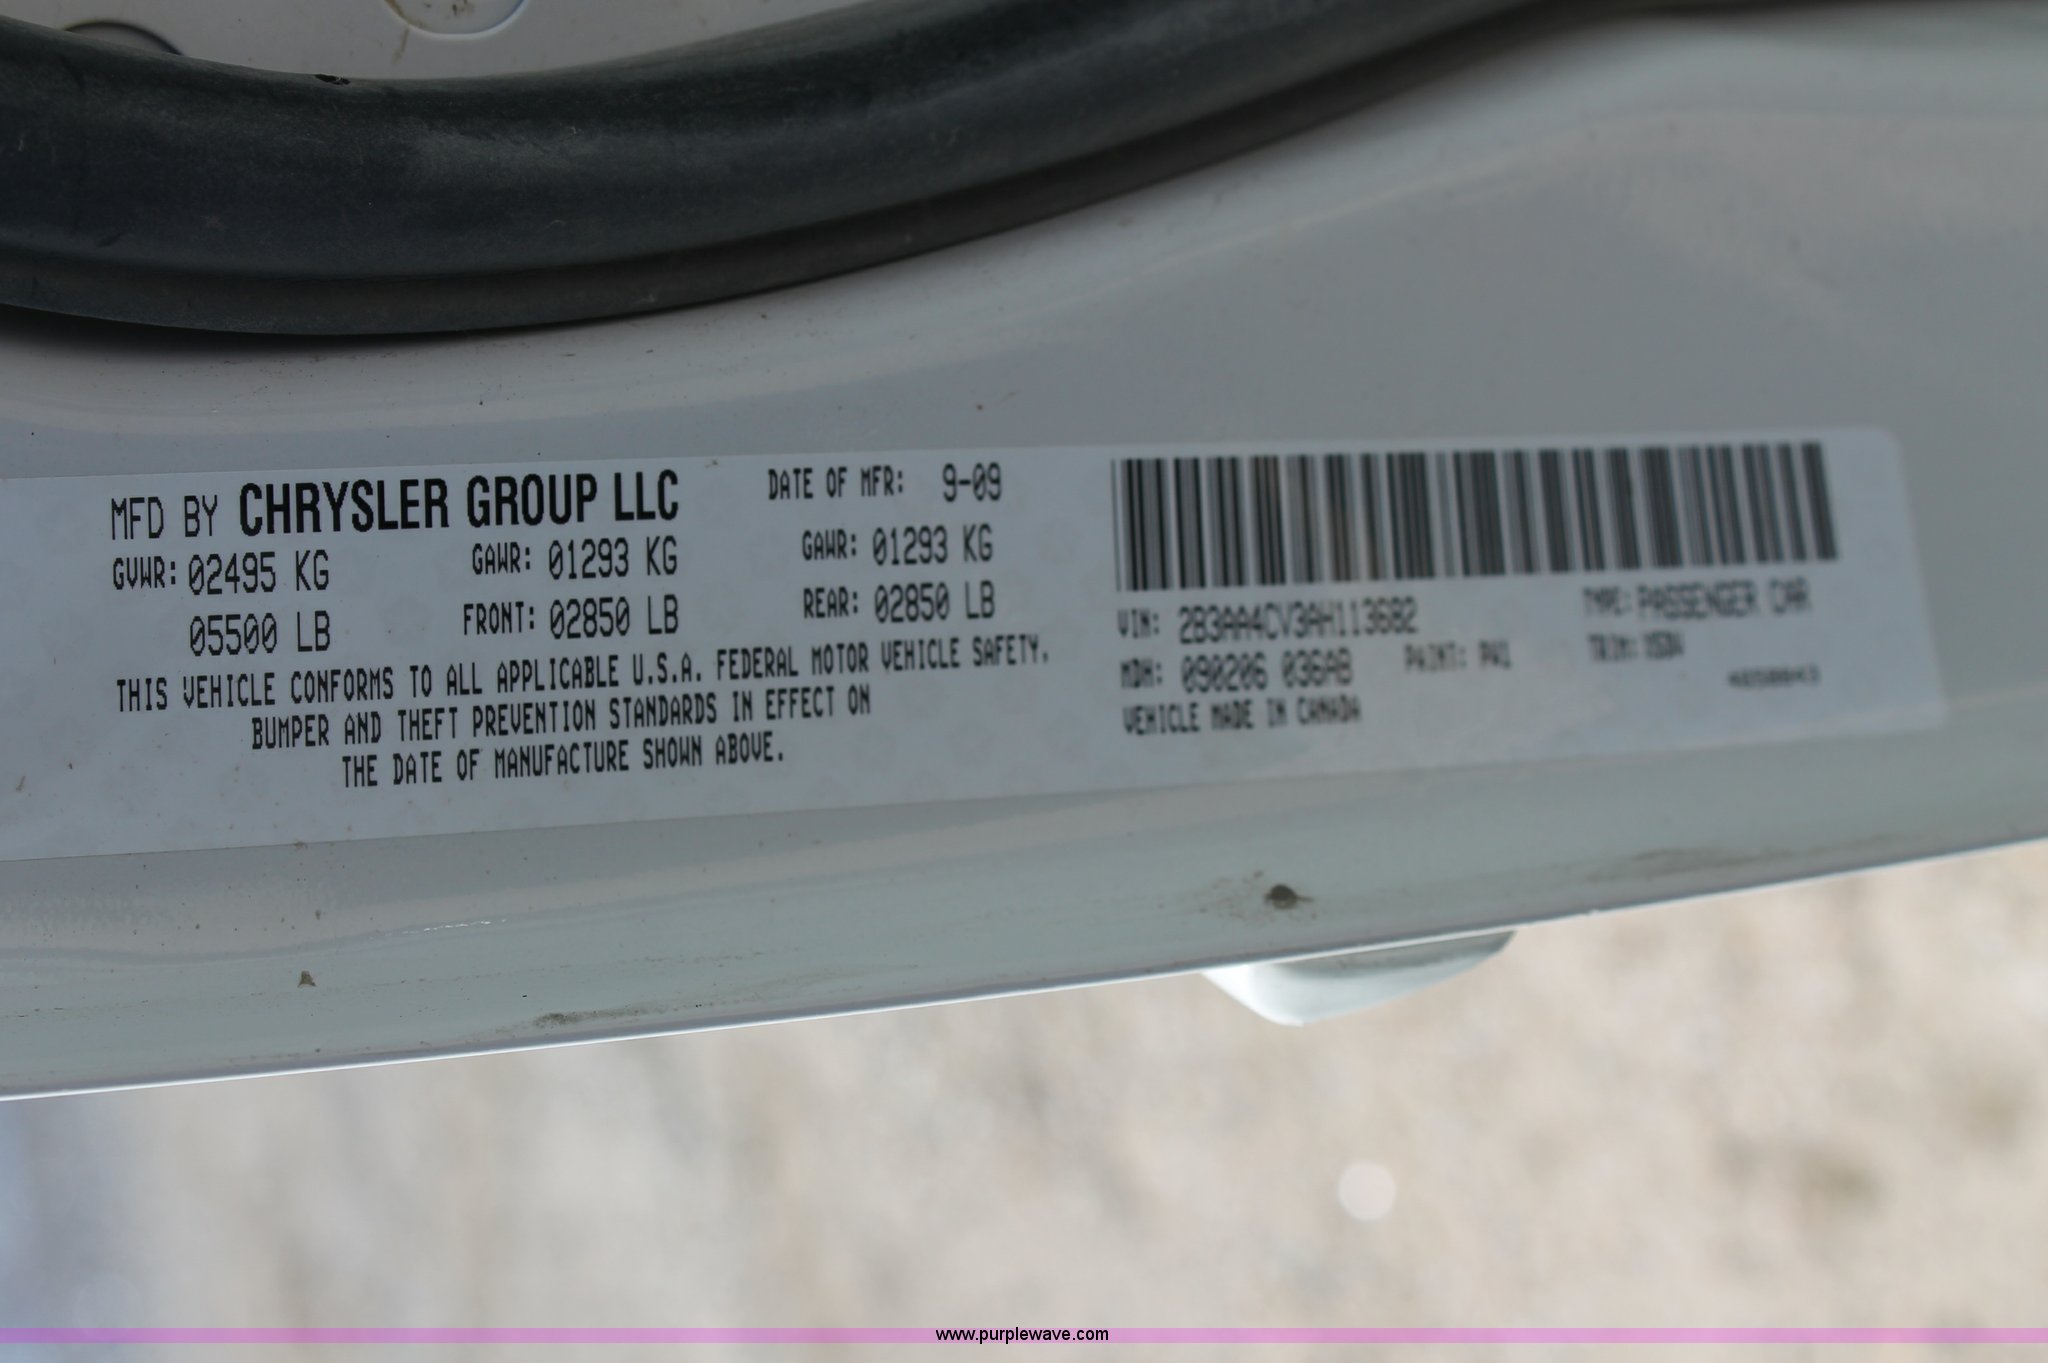 MFD BY CHRYSLER GROUP LLC DATE OF MFR: 9-09
GVWR: 02495 KG GAWR: 01293 KG GAWR: 01293 KG
05500 LB FRONT: 02850 LB REAR: 02850 LB
THIS VEHICLE CONFORMS TO ALL APPLICABLE U.S.A. FEDERAL MOTOR VEHICLE SAFETY,
BUMPER AND THEFT PREVENTION STANDARDS IN EFFECT ON
THE DATE OF MANUFACTURE SHOWN ABOVE.
VIN: 2B3AA4CV3AH113682 TYPE: PASSENGER CAR
MDH: 090206 036AB PAINT: PW1 TRIM:
VEHICLE MADE IN CANADA
www.purplewave.com